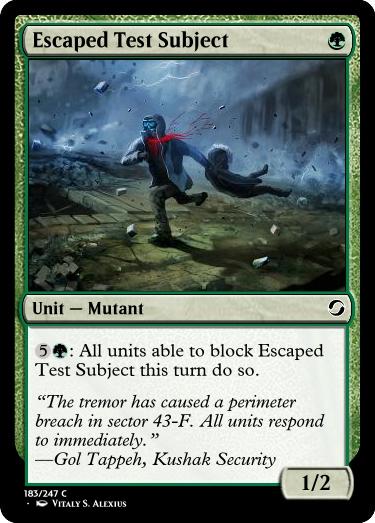 Escaped Test Subject
Unit — Mutant
5: All units able to block Escaped
Test Subject this turn do so.
“The tremor has caused a perimeter
breach in sector 43-F. All units respond
to immediately.”
—Gol Tappeh, Kushak Security
1/2
183/247 C
· Vitaly S. Alexius